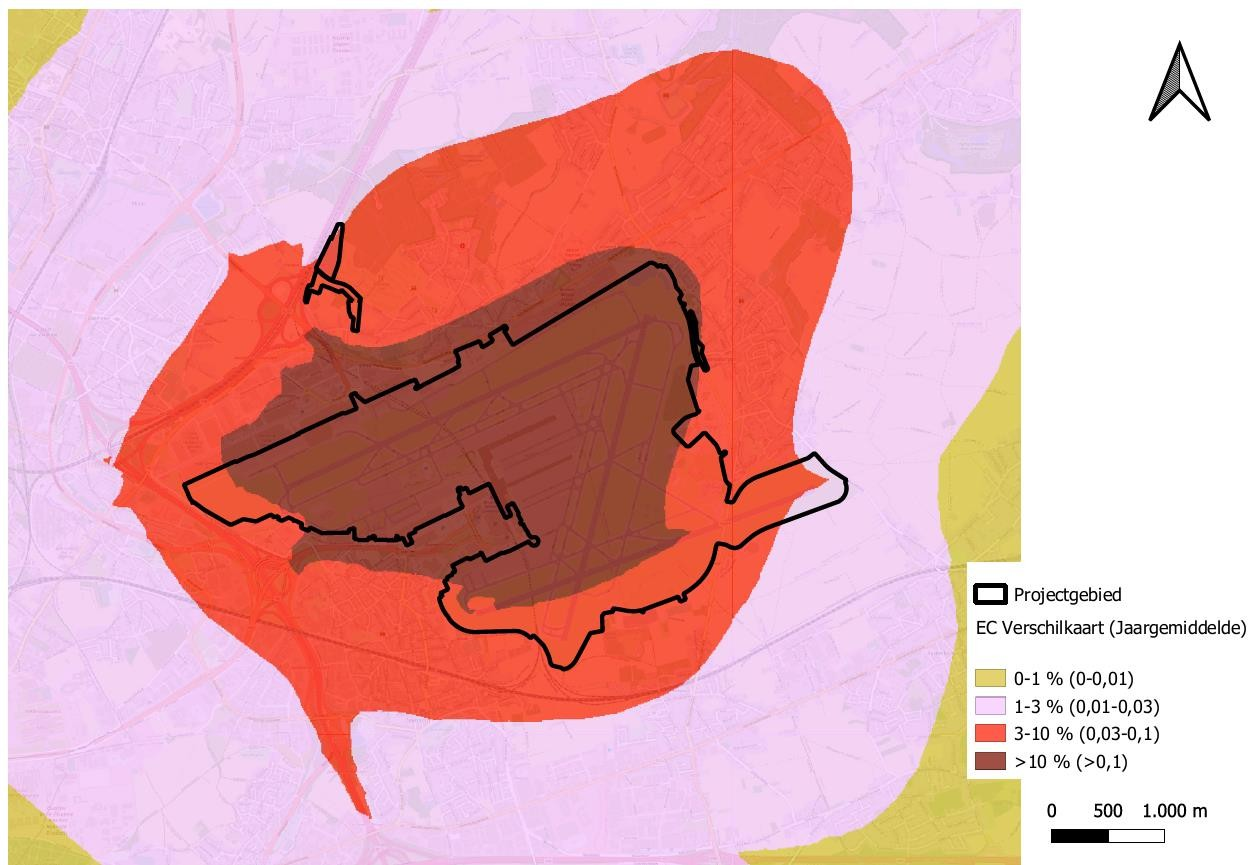 Projectgebied
EC Verschilkaart (Jaargemiddelde)
0-1 % (0-0,01)
1-3 % (0,01-0,03)
3-10 % (0,03-0,1)
>10 % (>0,1)
0 500 1.000 m